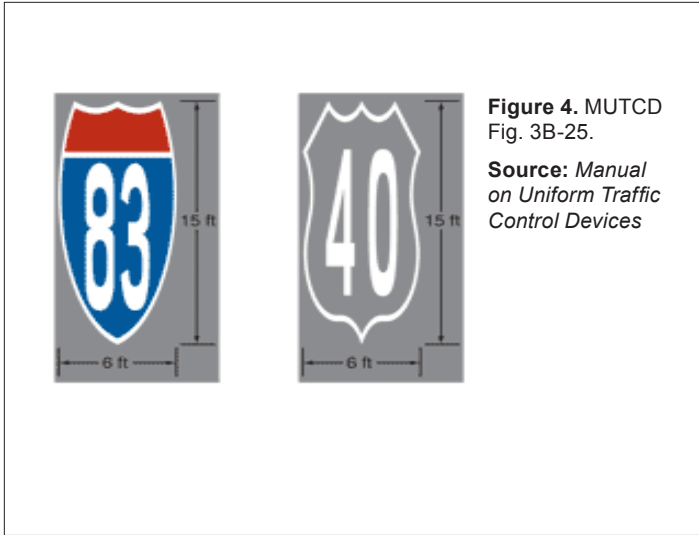 83
15 ft
6 ft
40
15 ft
6 ft
Figure 4. MUTCD
Fig. 3B-25.
Source: Manual
on Uniform Traffic
Control Devices